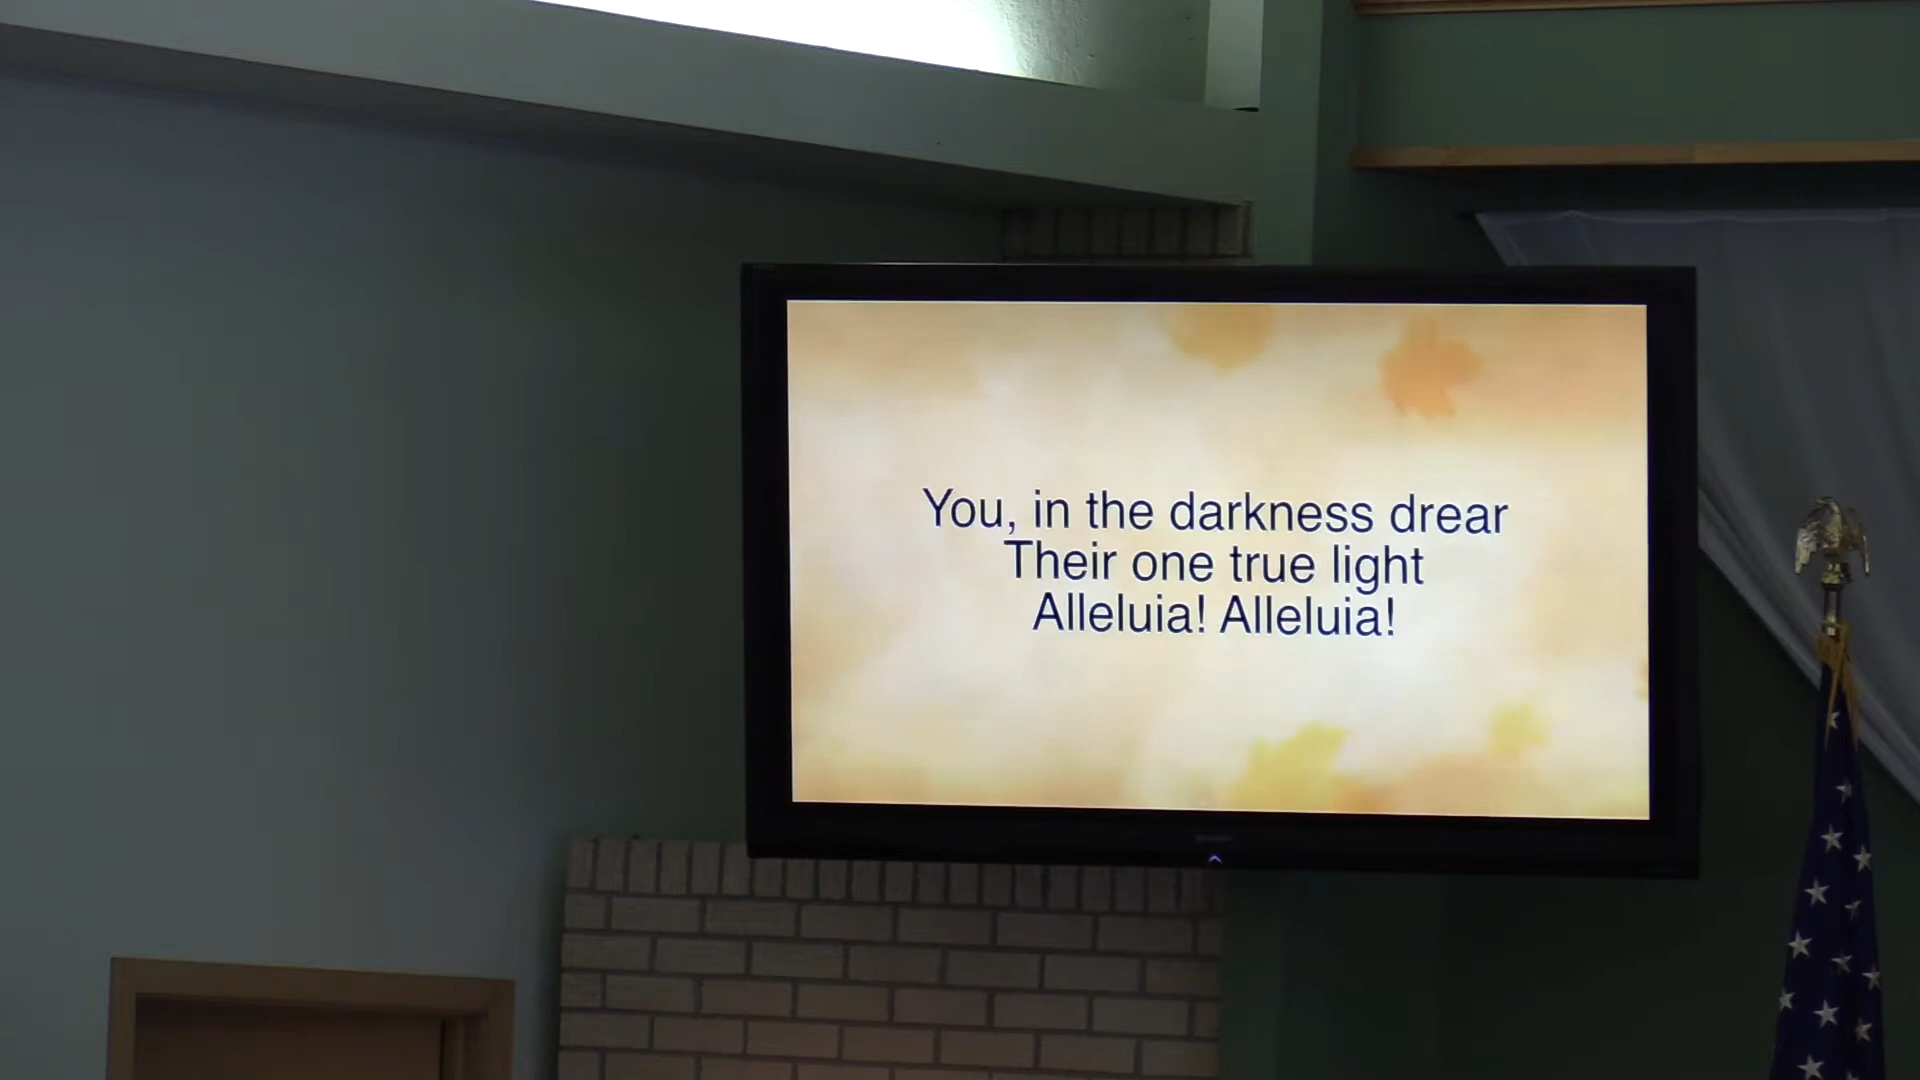 You, in the darkness drear
Their one true light
Alleluia! Alleluia!